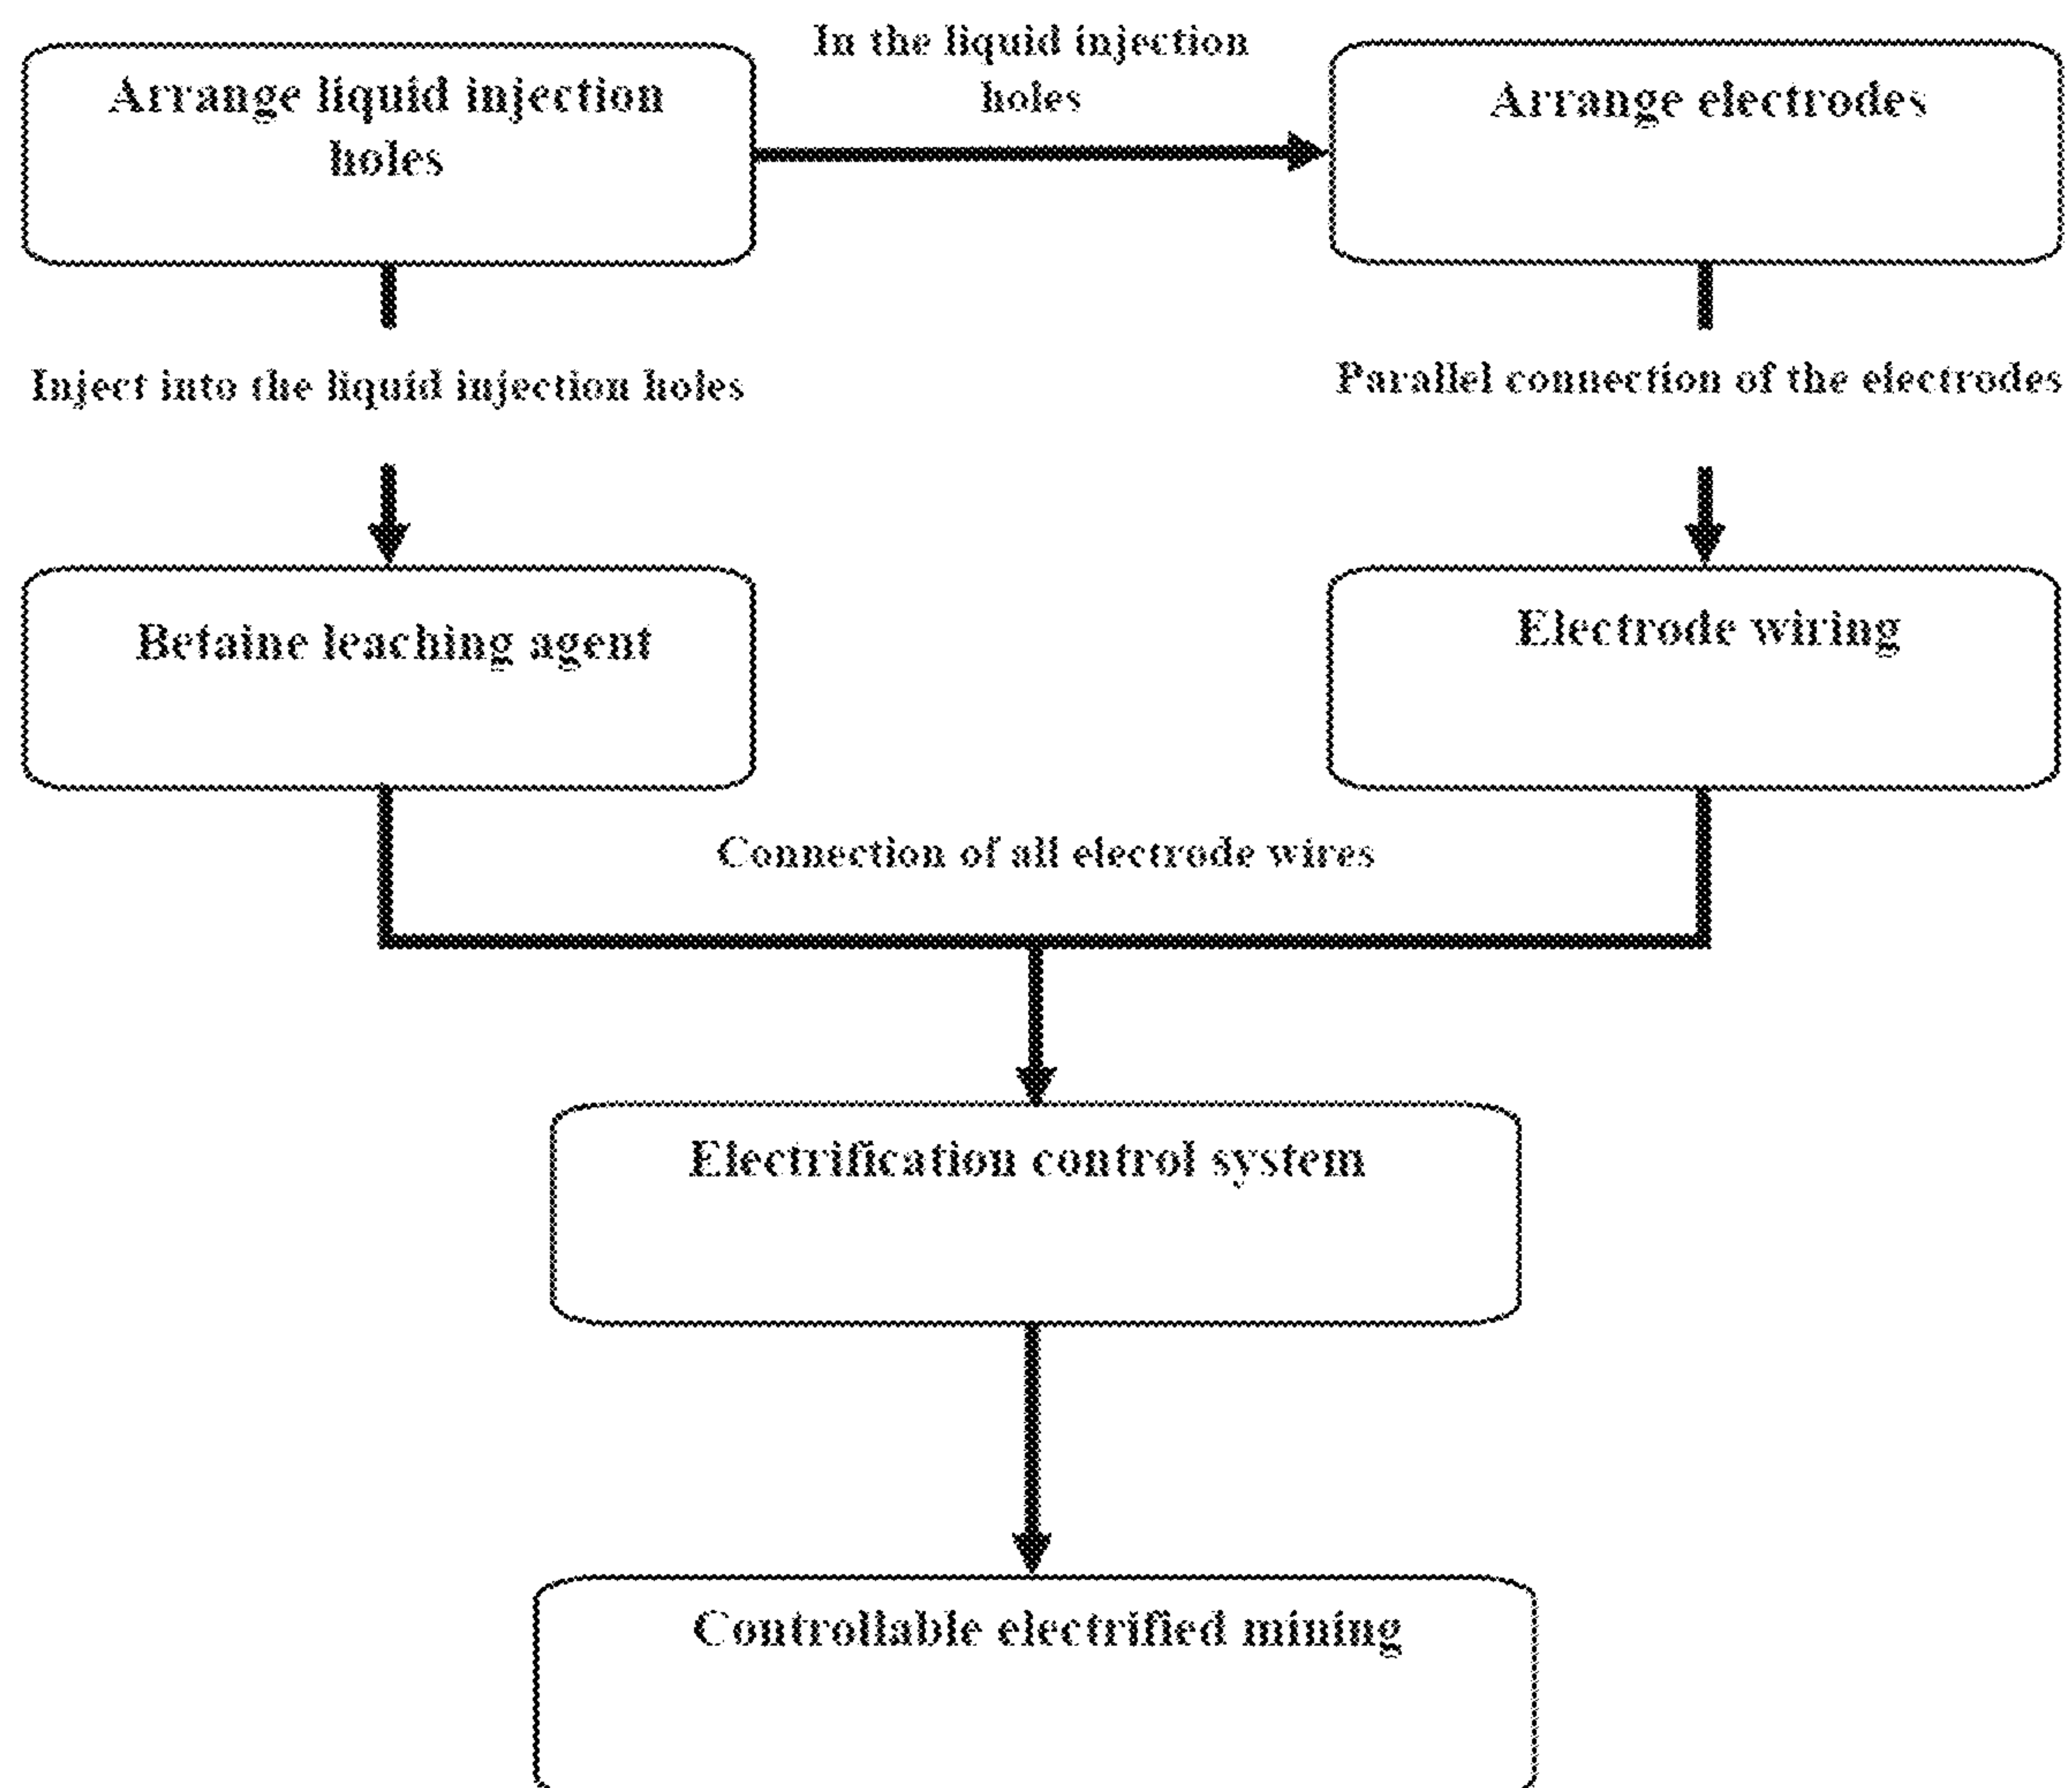 In the liquid injection
holes
Arrange liquid injection
holes
Arrange electrodes
Inject into the liquid injection holes
Parallel connection of the electrodes
Betaine leaching agent
Electrode wiring
Connection of all electrode wires
Electrification control system
Controllable electrified mining